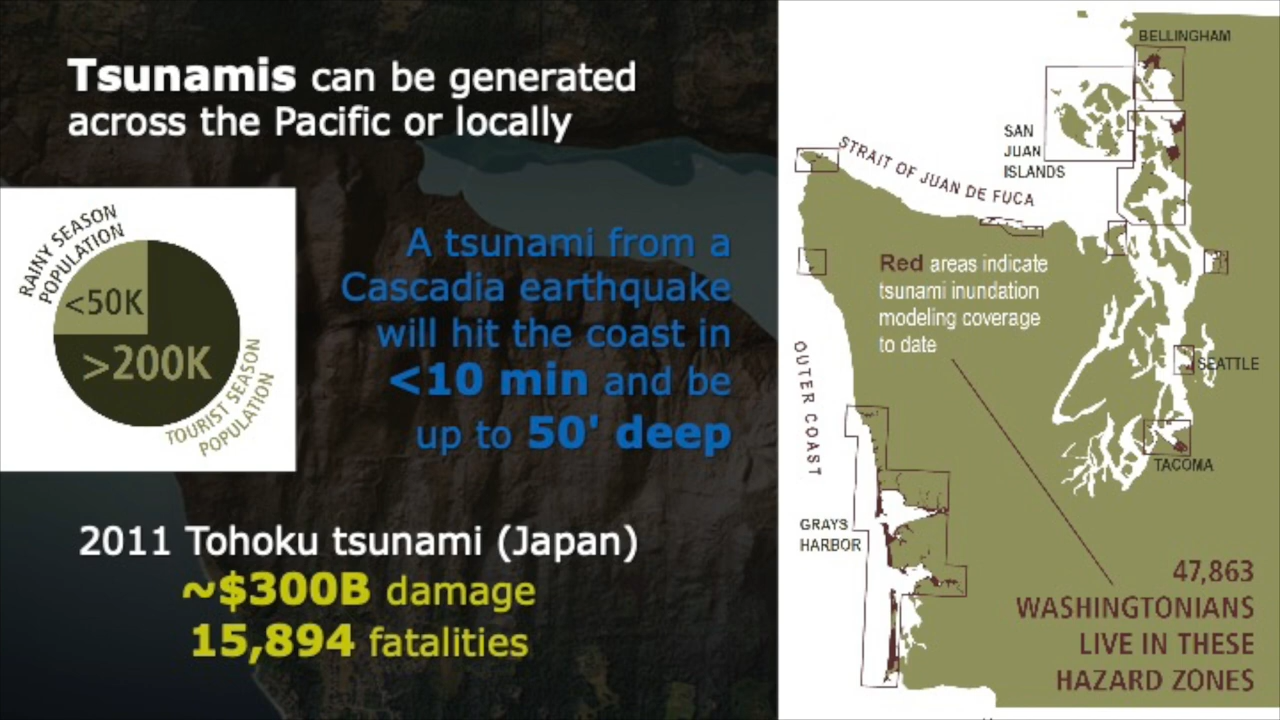 Tsunamis can be generated
across the Pacific or locally
RAINY SEASON
POPULATION
<50K
>200K
TOURIST SEASON
POPULATION
A tsunami from a
Cascadia earthquake
will hit the coast in
<10 min and be
up to 50' deep
2011 Tohoku tsunami (Japan)
~$300B damage
15,894 fatalities
BELLINGHAM
SAN
JUAN
ISLANDS
STRAIT OF JUAN DE FUCA
Red areas indicate
tsunami inundation
modeling coverage
to date
OUTER COAST
SEATTLE
TACOMA
GRAYS
HARBOR
47,863
WASHINGTONIANS
LIVE IN THESE
HAZARD ZONES